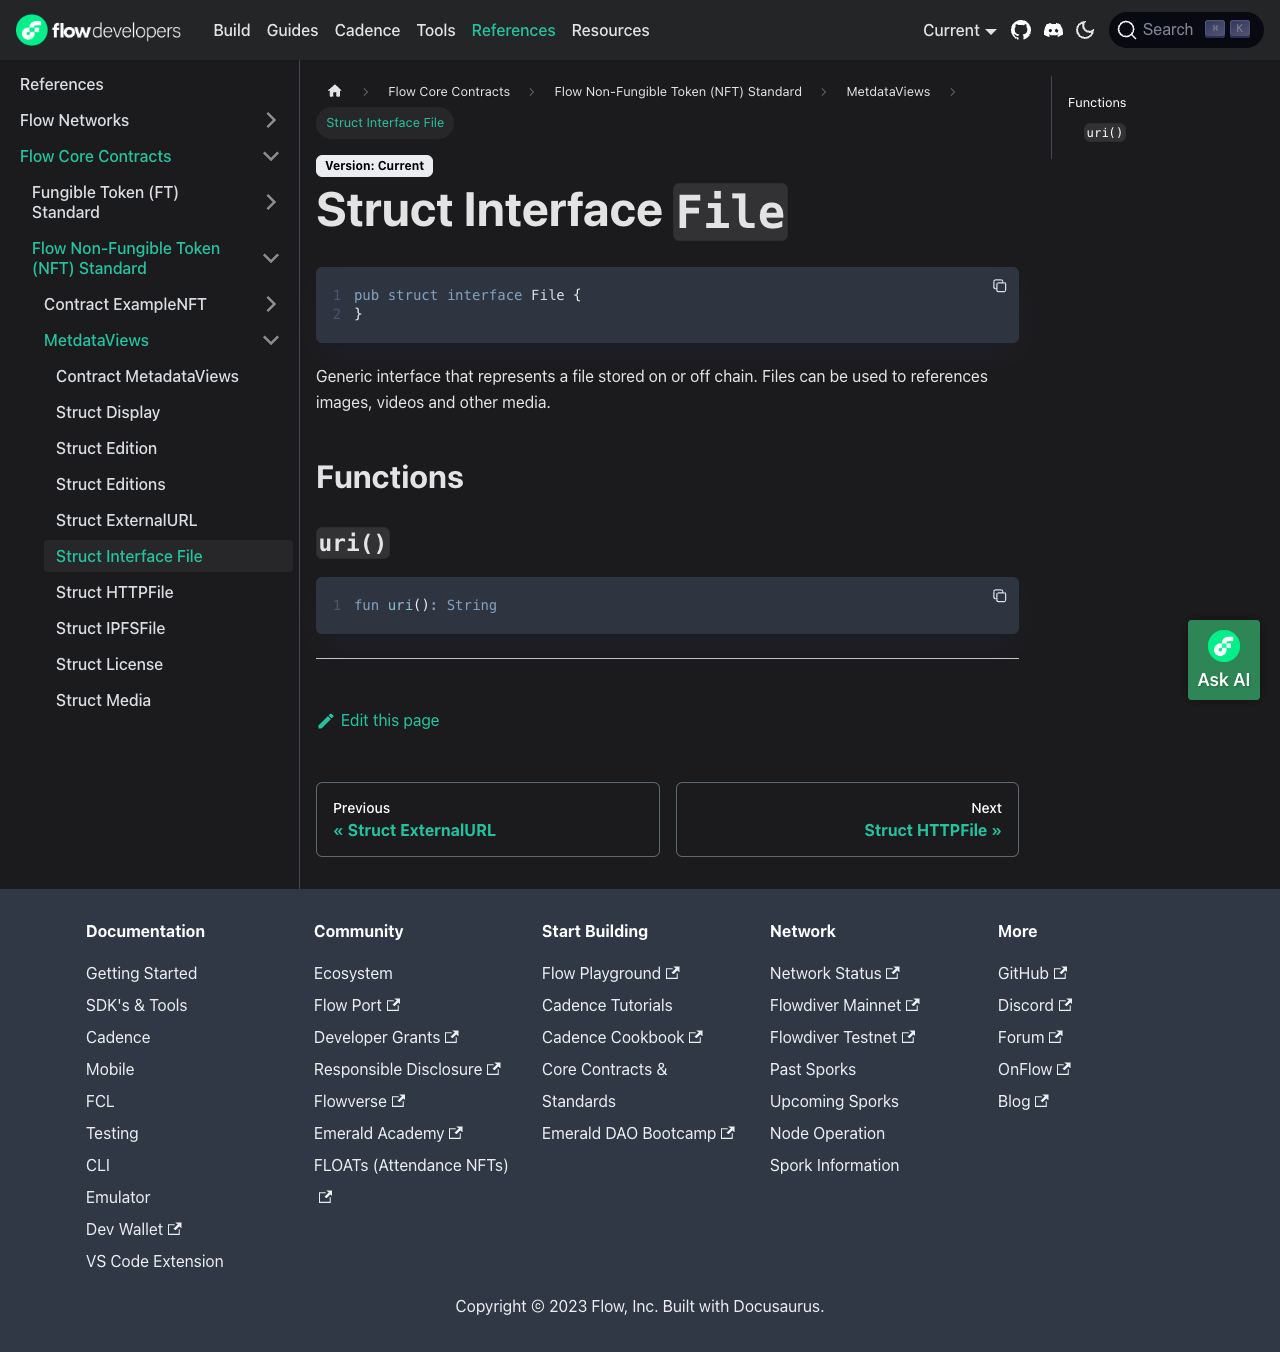 flowdevelopers
Build Guides Cadence Tools References Resources
Current
Search ⌘ K
References
Flow Networks
Flow Core Contracts
Fungible Token (FT)
Standard
Flow Non-Fungible Token
(NFT) Standard
Contract ExampleNFT
MetdataViews
Contract MetadataViews
Struct Display
Struct Edition
Struct Editions
Struct ExternalURL
Struct Interface File
Struct HTTPFile
Struct IPFSFile
Struct License
Struct Media
Flow Core Contracts Flow Non-Fungible Token (NFT) Standard MetdataViews
Struct Interface File
Version: Current
Struct Interface File
1 pub struct interface File {
2 }
Generic interface that represents a file stored on or off chain. Files can be used to references
images, videos and other media.
Functions
uri()
1 fun uri(): String
Edit this page
Previous
« Struct ExternalURL
Next
Struct HTTPFile »
Functions
uri()
Ask AI
Documentation
Getting Started
SDK's & Tools
Cadence
Mobile
FCL
Testing
CLI
Emulator
Dev Wallet
VS Code Extension
Community
Ecosystem
Flow Port
Developer Grants
Responsible Disclosure
Flowverse
Emerald Academy
FLOATs (Attendance NFTs)
Start Building
Flow Playground
Cadence Tutorials
Cadence Cookbook
Core Contracts &
Standards
Emerald DAO Bootcamp
Network
Network Status
Flowdiver Mainnet
Flowdiver Testnet
Past Sporks
Upcoming Sporks
Node Operation
Spork Information
More
GitHub
Discord
Forum
OnFlow
Blog
Copyright © 2023 Flow, Inc. Built with Docusaurus.